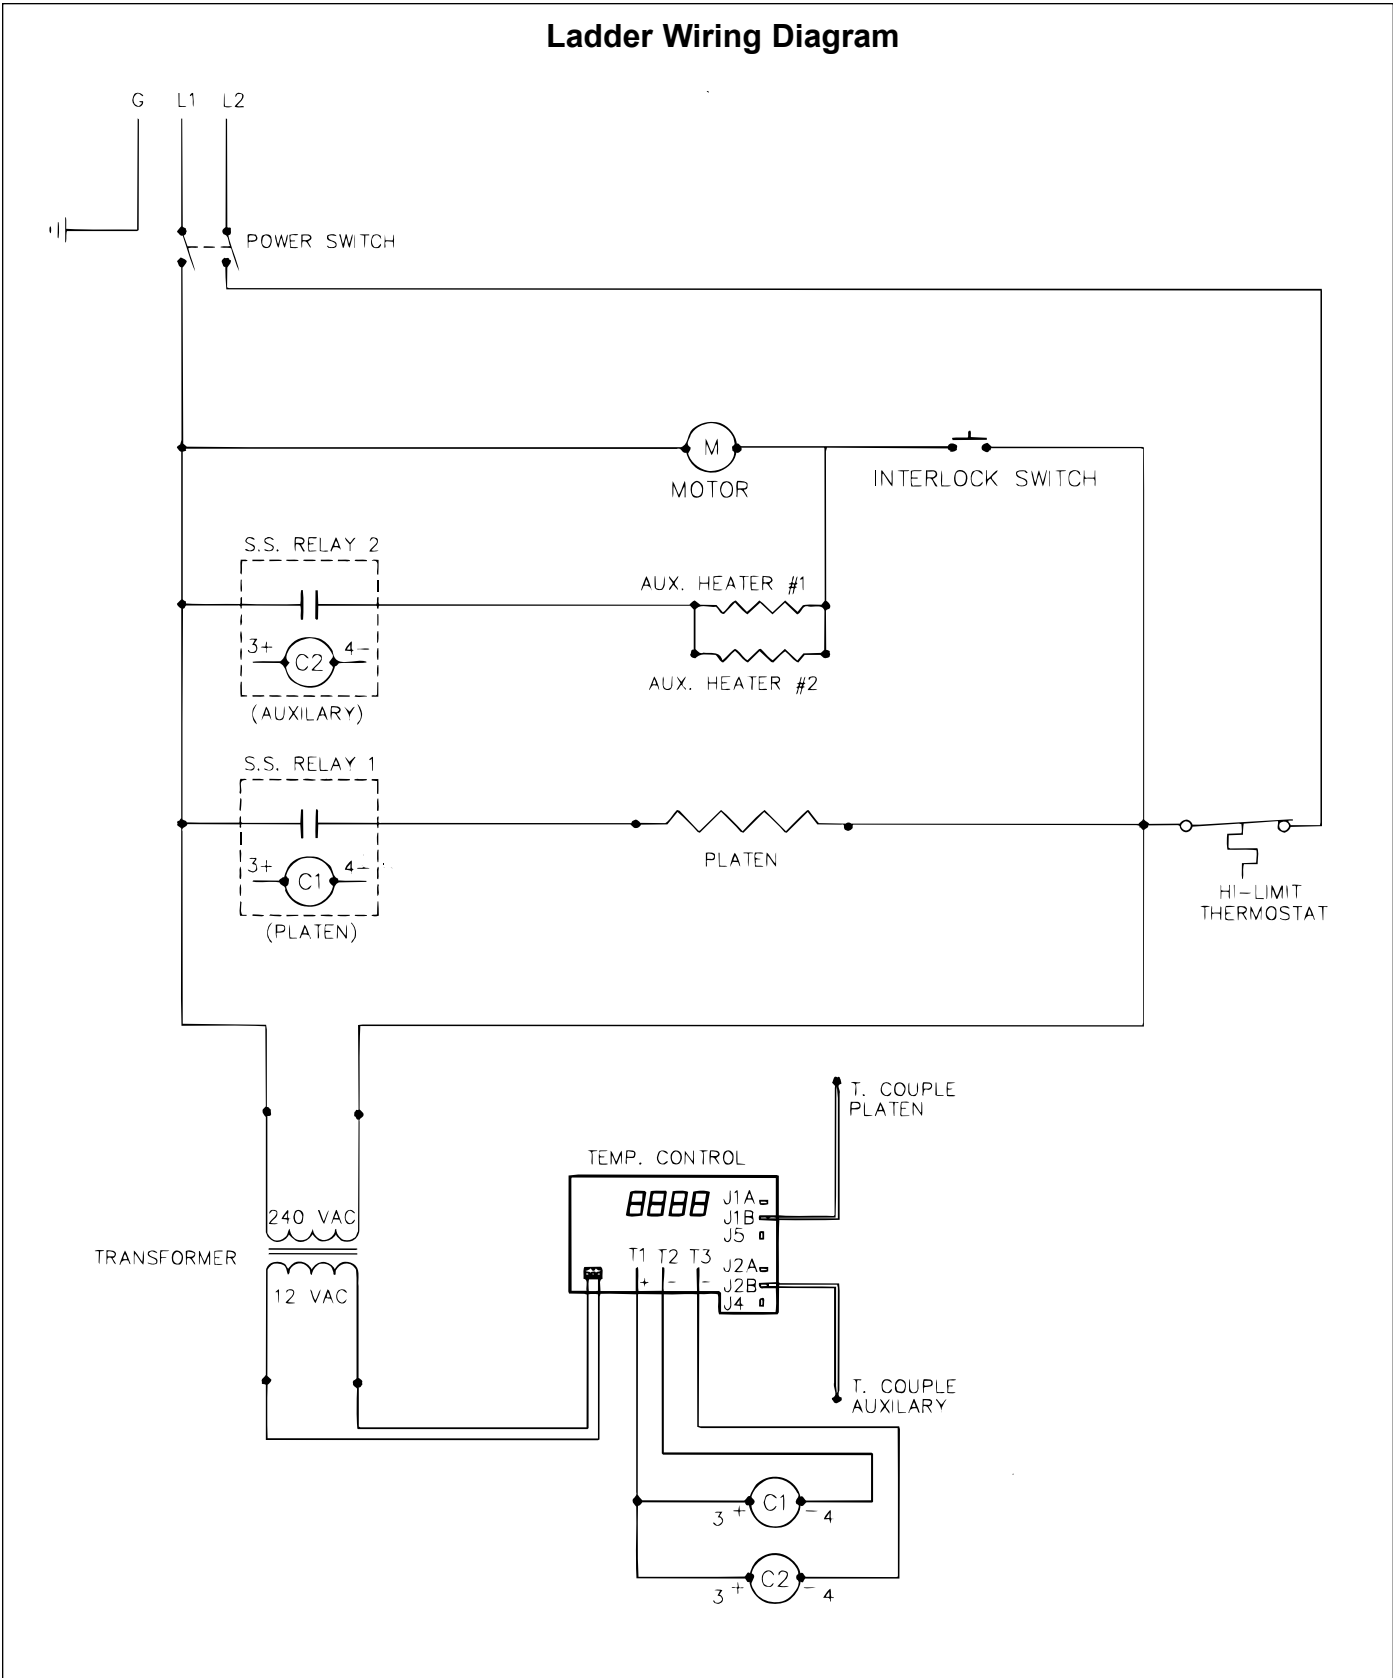 Ladder Wiring Diagram
G L1 L2
POWER SWITCH
M
MOTOR
INTERLOCK SWITCH
S.S. RELAY 2
3+ C2 4-
(AUXILARY)
AUX. HEATER #1
AUX. HEATER #2
S.S. RELAY 1
3+ C1 4-
(PLATEN)
PLATEN
HI-LIMIT
THERMOSTAT
T. COUPLE
PLATEN
TEMP. CONTROL
8888
J1A
J1B
J5
T1 T2 T3
+ - -
J2A
J2B
J4
240 VAC
TRANSFORMER
12 VAC
T. COUPLE
AUXILARY
3 + C1 - 4
3 + C2 - 4